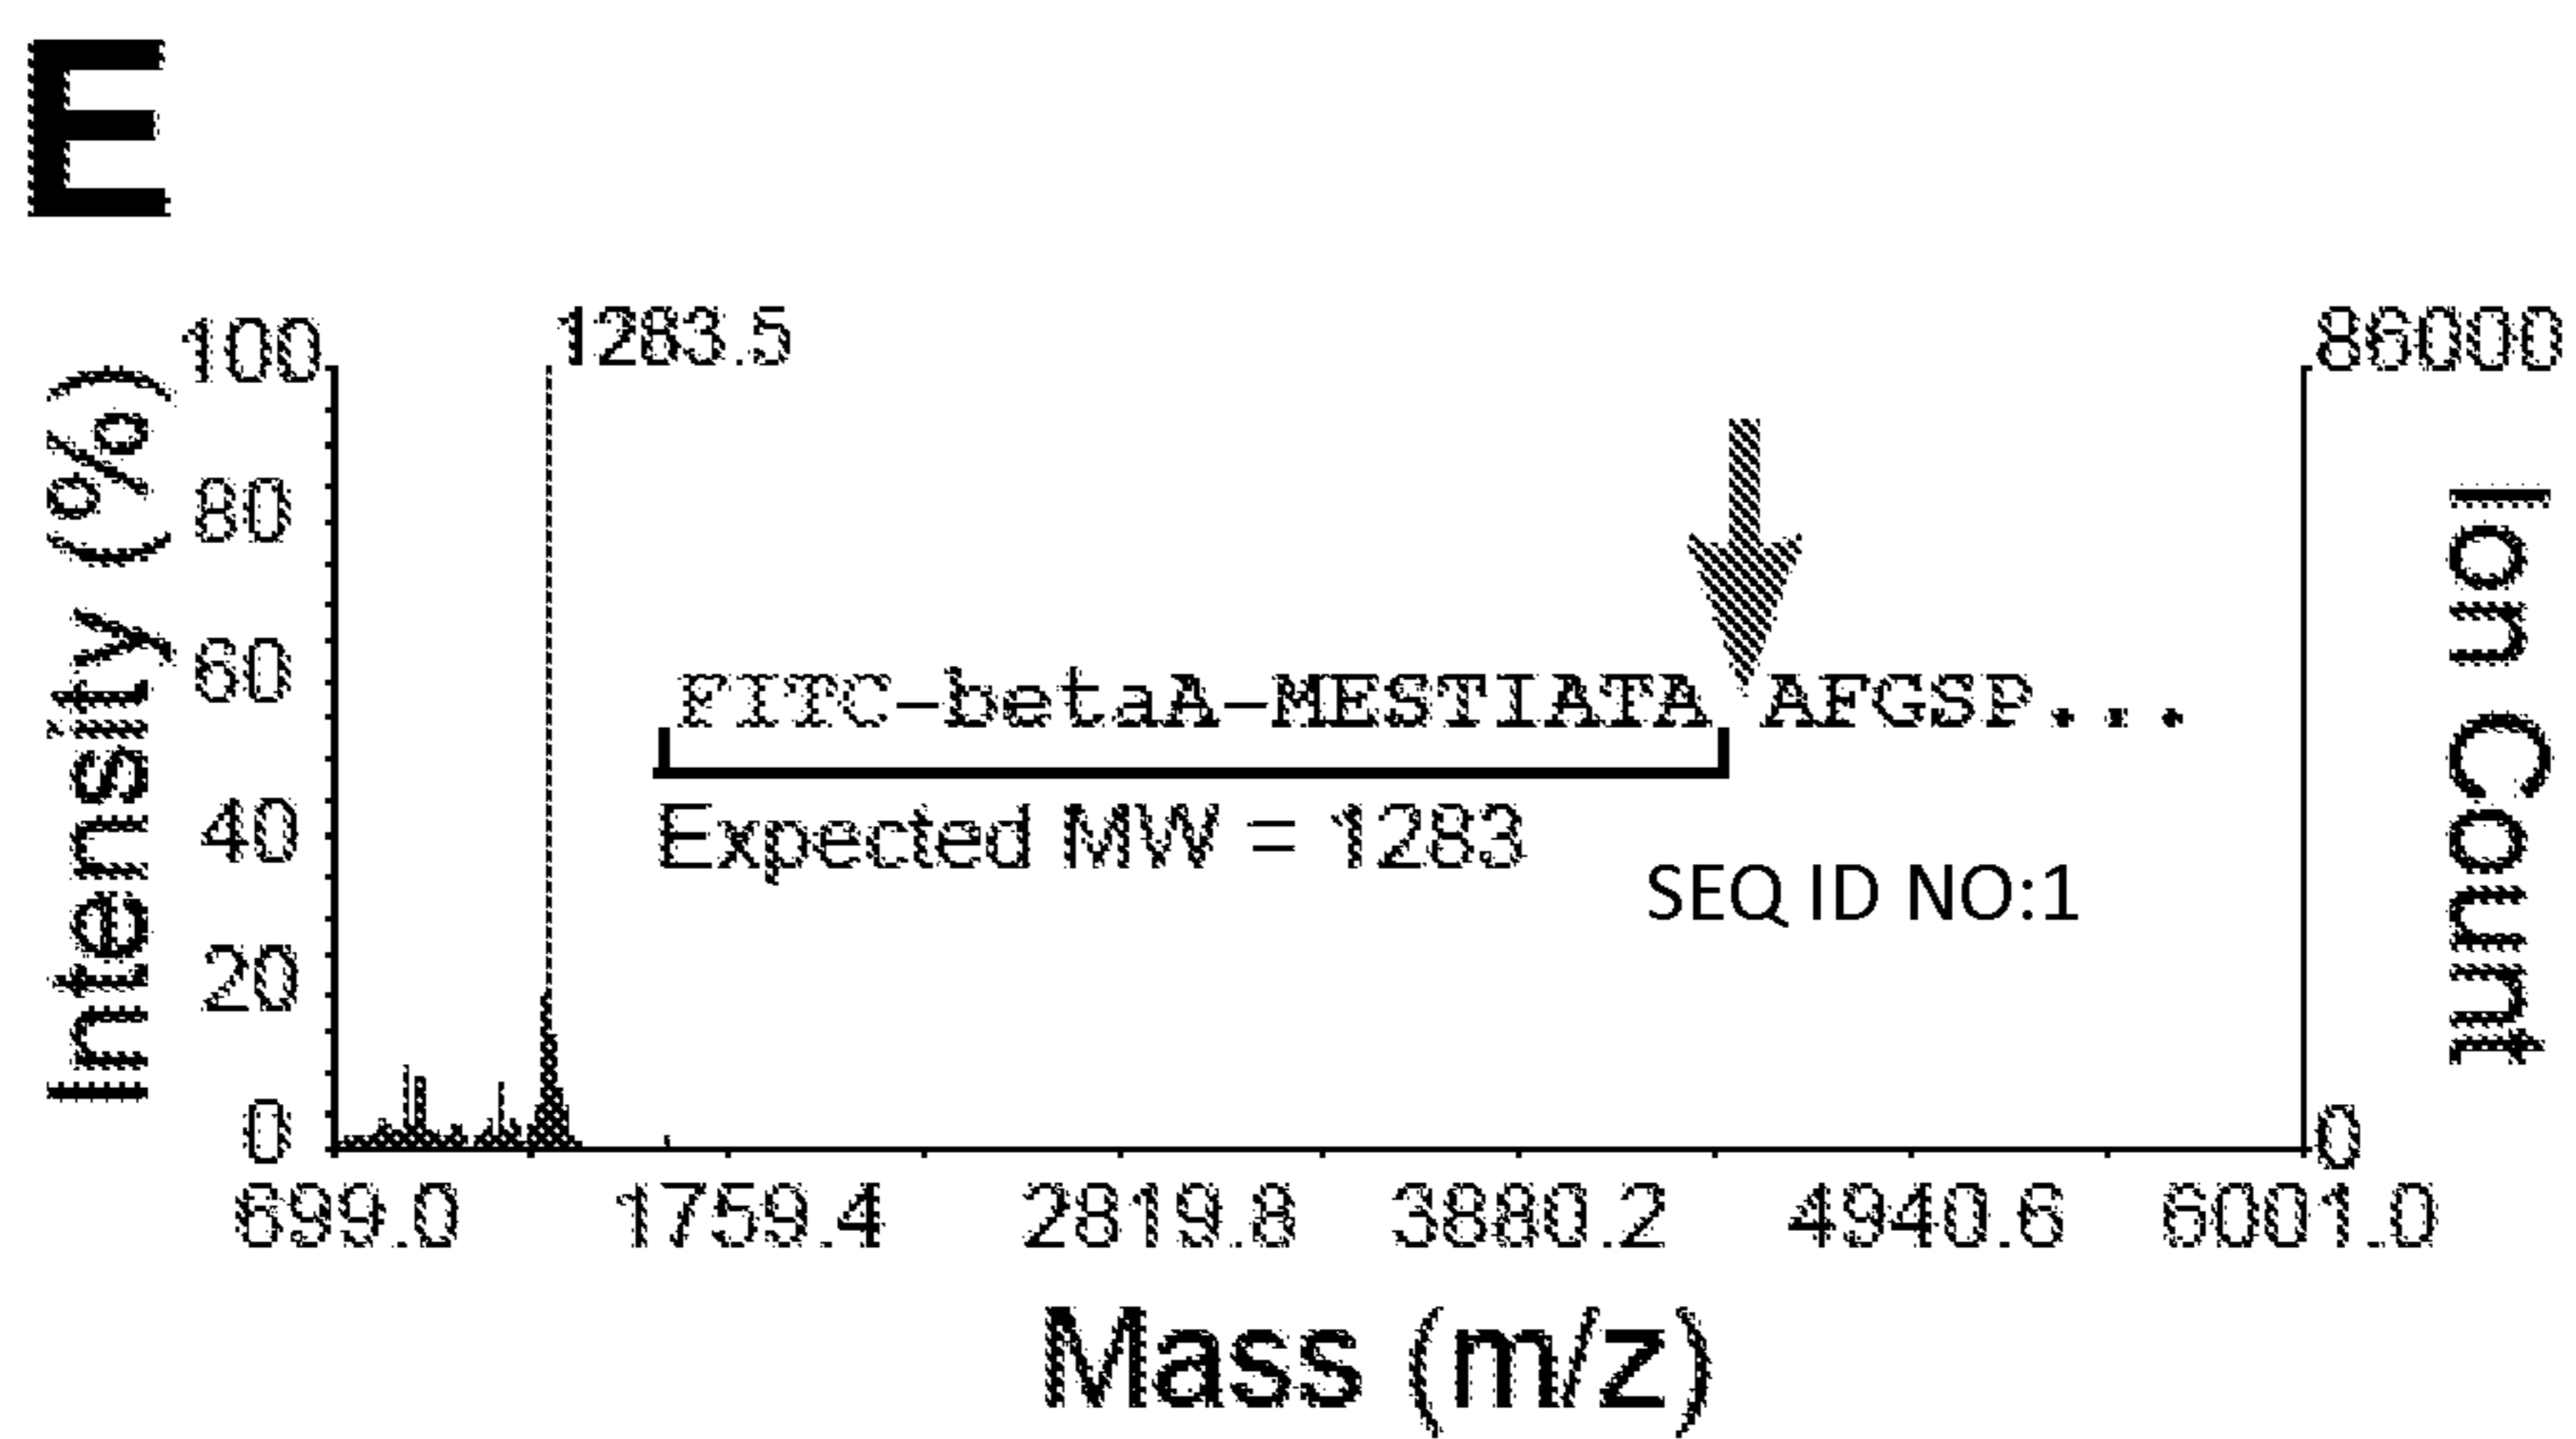 E
1283.5
100
80
60
40
20
0
Intensity (%)
86000
0
Ion Count
FITC-betaA-MESTIATA AFGSP...
Expected MW = 1283
SEQ ID NO:1
699.0 1759.4 2819.8 3880.2 4940.6 6001.0
Mass (m/z)